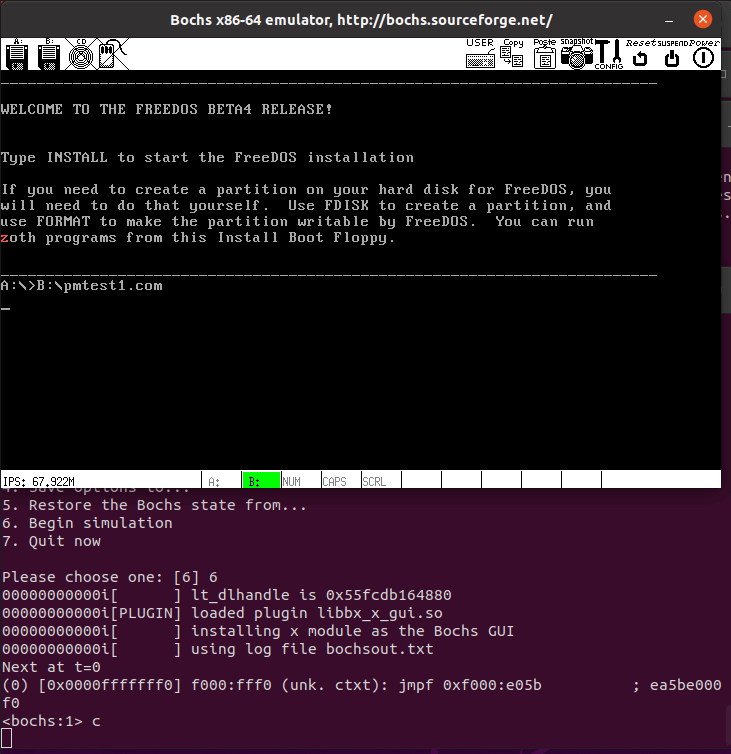 Bochs x86-64 emulator, http://bochs.sourceforge.net/
A: B: CD USER Copy Paste snapshot CONFIG Reset SUSPEND Power
WELCOME TO THE FREEDOS BETA4 RELEASE!
Type INSTALL to start the FreeDOS installation
If you need to create a partition on your hard disk for FreeDOS, you
will need to do that yourself. Use FDISK to create a partition, and
use FORMAT to make the partition writable by FreeDOS. You can run
zoth programs from this Install Boot Floppy.
A:\>B:\pmtest1.com
IPS: 67.922M A: B: NUM CAPS SCRL
4. Save options to...
5. Restore the Bochs state from...
6. Begin simulation
7. Quit now
Please choose one: [6] 6
00000000000i[      ] lt_dlhandle is 0x55fcdb164880
00000000000i[PLUGIN] loaded plugin libbx_x_gui.so
00000000000i[      ] installing x module as the Bochs GUI
00000000000i[      ] using log file bochsout.txt
Next at t=0
(0) [0x0000fffffff0] f000:fff0 (unk. ctxt): jmpf 0xf000:e05b           ; ea5be000
f0
<bochs:1> c